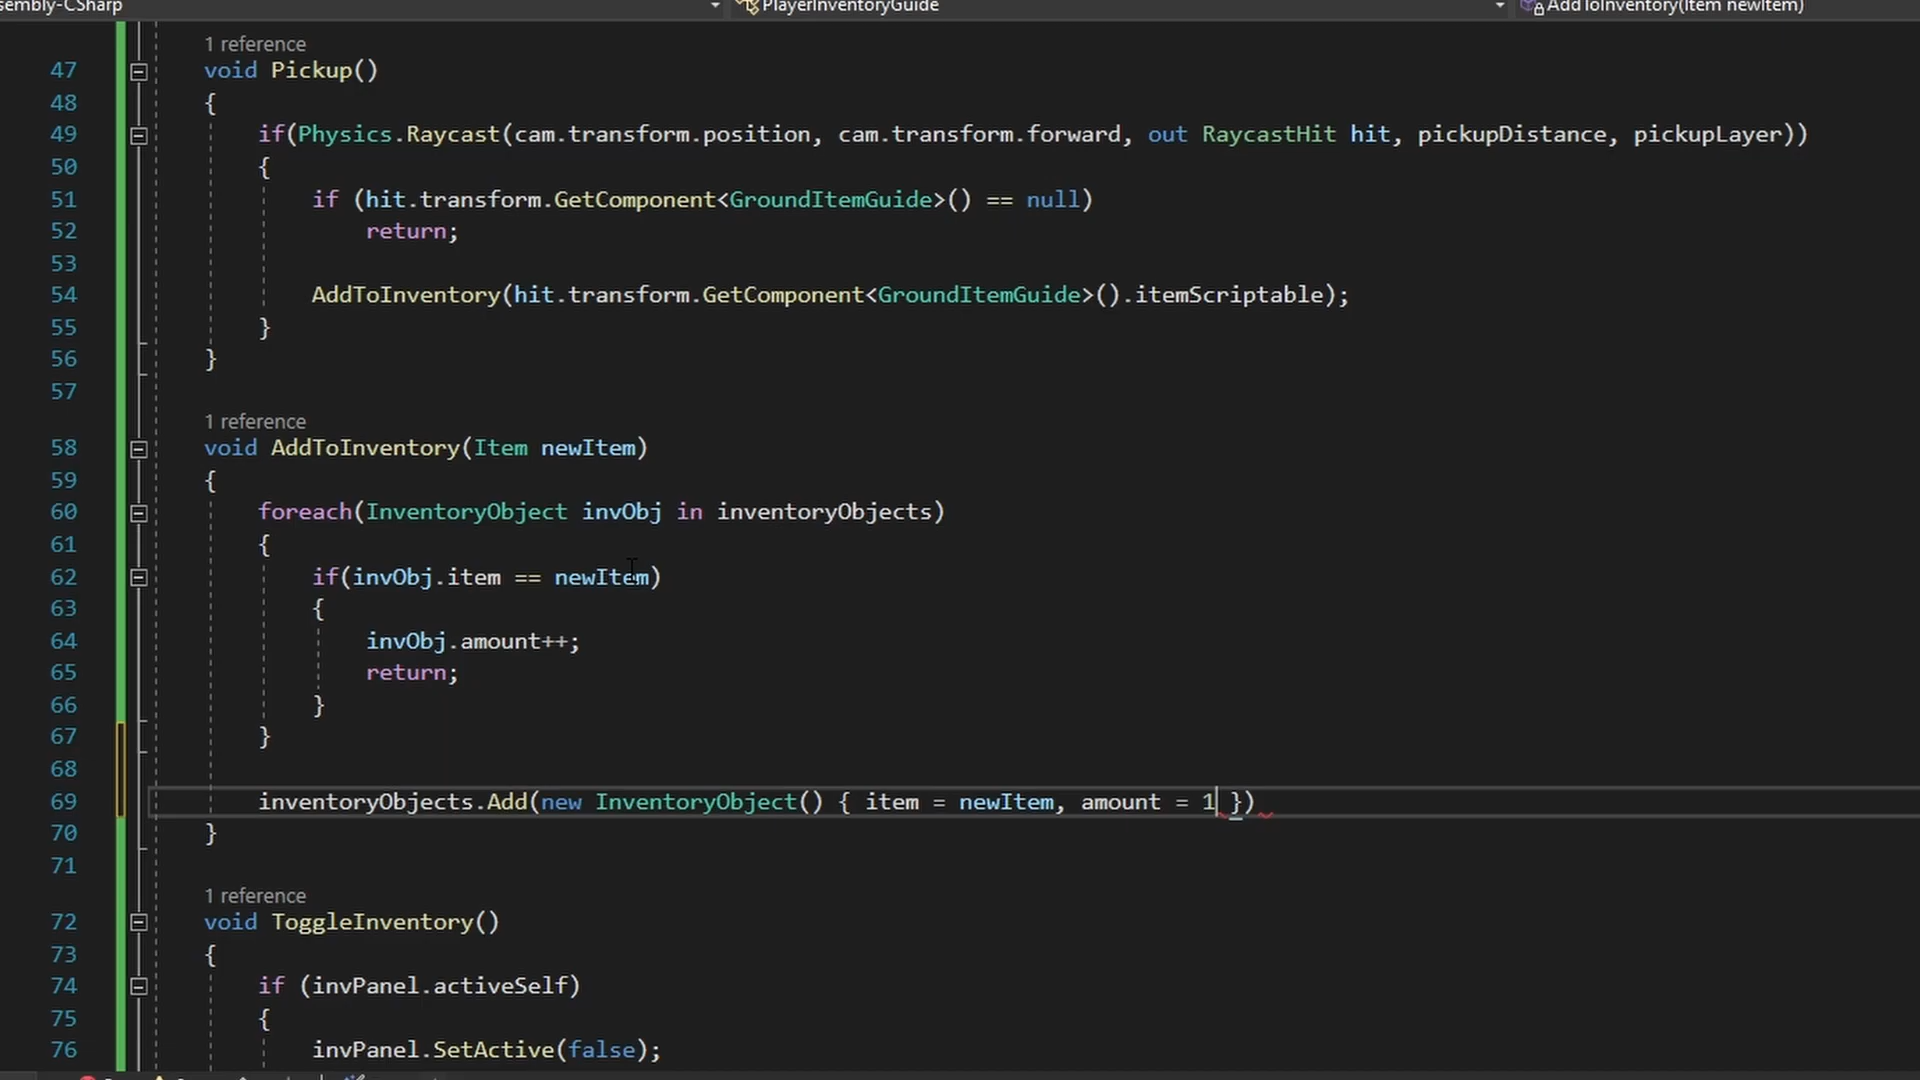 sembly-CSharp PlayerInventoryGuide AddToInventory(Item newItem)
1 reference
47 void Pickup()
48 {
49 if(Physics.Raycast(cam.transform.position, cam.transform.forward, out RaycastHit hit, pickupDistance, pickupLayer))
50 {
51 if (hit.transform.GetComponent<GroundItemGuide>() == null)
52 return;
53
54 AddToInventory(hit.transform.GetComponent<GroundItemGuide>().itemScriptable);
55 }
56 }
57
1 reference
58 void AddToInventory(Item newItem)
59 {
60 foreach(InventoryObject invObj in inventoryObjects)
61 {
62 if(invObj.item == newItem)
63 {
64 invObj.amount++;
65 return;
66 }
67 }
68
69 inventoryObjects.Add(new InventoryObject() { item = newItem, amount = 1 })
70 }
71
1 reference
72 void ToggleInventory()
73 {
74 if (invPanel.activeSelf)
75 {
76 invPanel.SetActive(false);